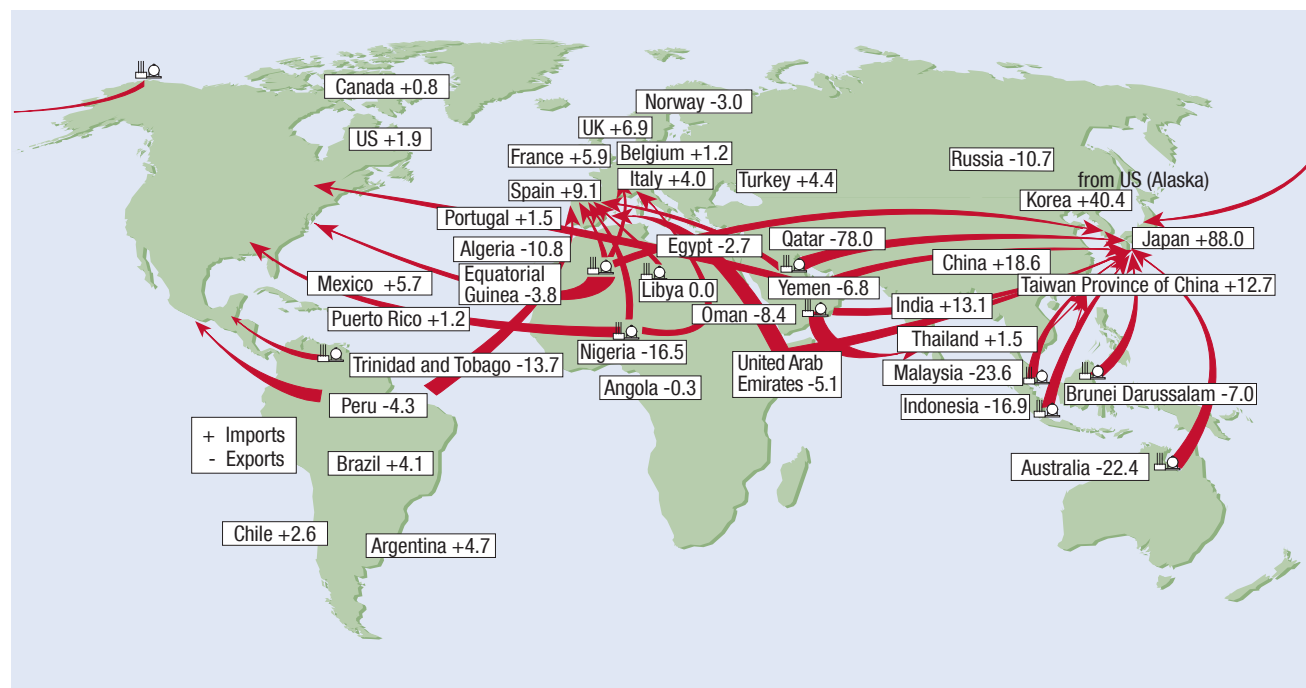 Canada +0.8
Norway -3.0
UK +6.9
US +1.9
France +5.9
Belgium +1.2
Russia -10.7
Spain +9.1
Italy +4.0
Turkey +4.4
from US (Alaska)
Korea +40.4
Portugal +1.5
Algeria -10.8
Egypt -2.7
Qatar -78.0
Japan +88.0
China +18.6
Mexico +5.7
Equatorial
Guinea -3.8
Libya 0.0
Yemen -6.8
Taiwan Province of China +12.7
Puerto Rico +1.2
Oman -8.4
India +13.1
Thailand +1.5
Trinidad and Tobago -13.7
Nigeria -16.5
United Arab
Emirates -5.1
Malaysia -23.6
Angola -0.3
Peru -4.3
Indonesia -16.9
Brunei Darussalam -7.0
+ Imports
- Exports
Brazil +4.1
Australia -22.4
Chile +2.6
Argentina +4.7